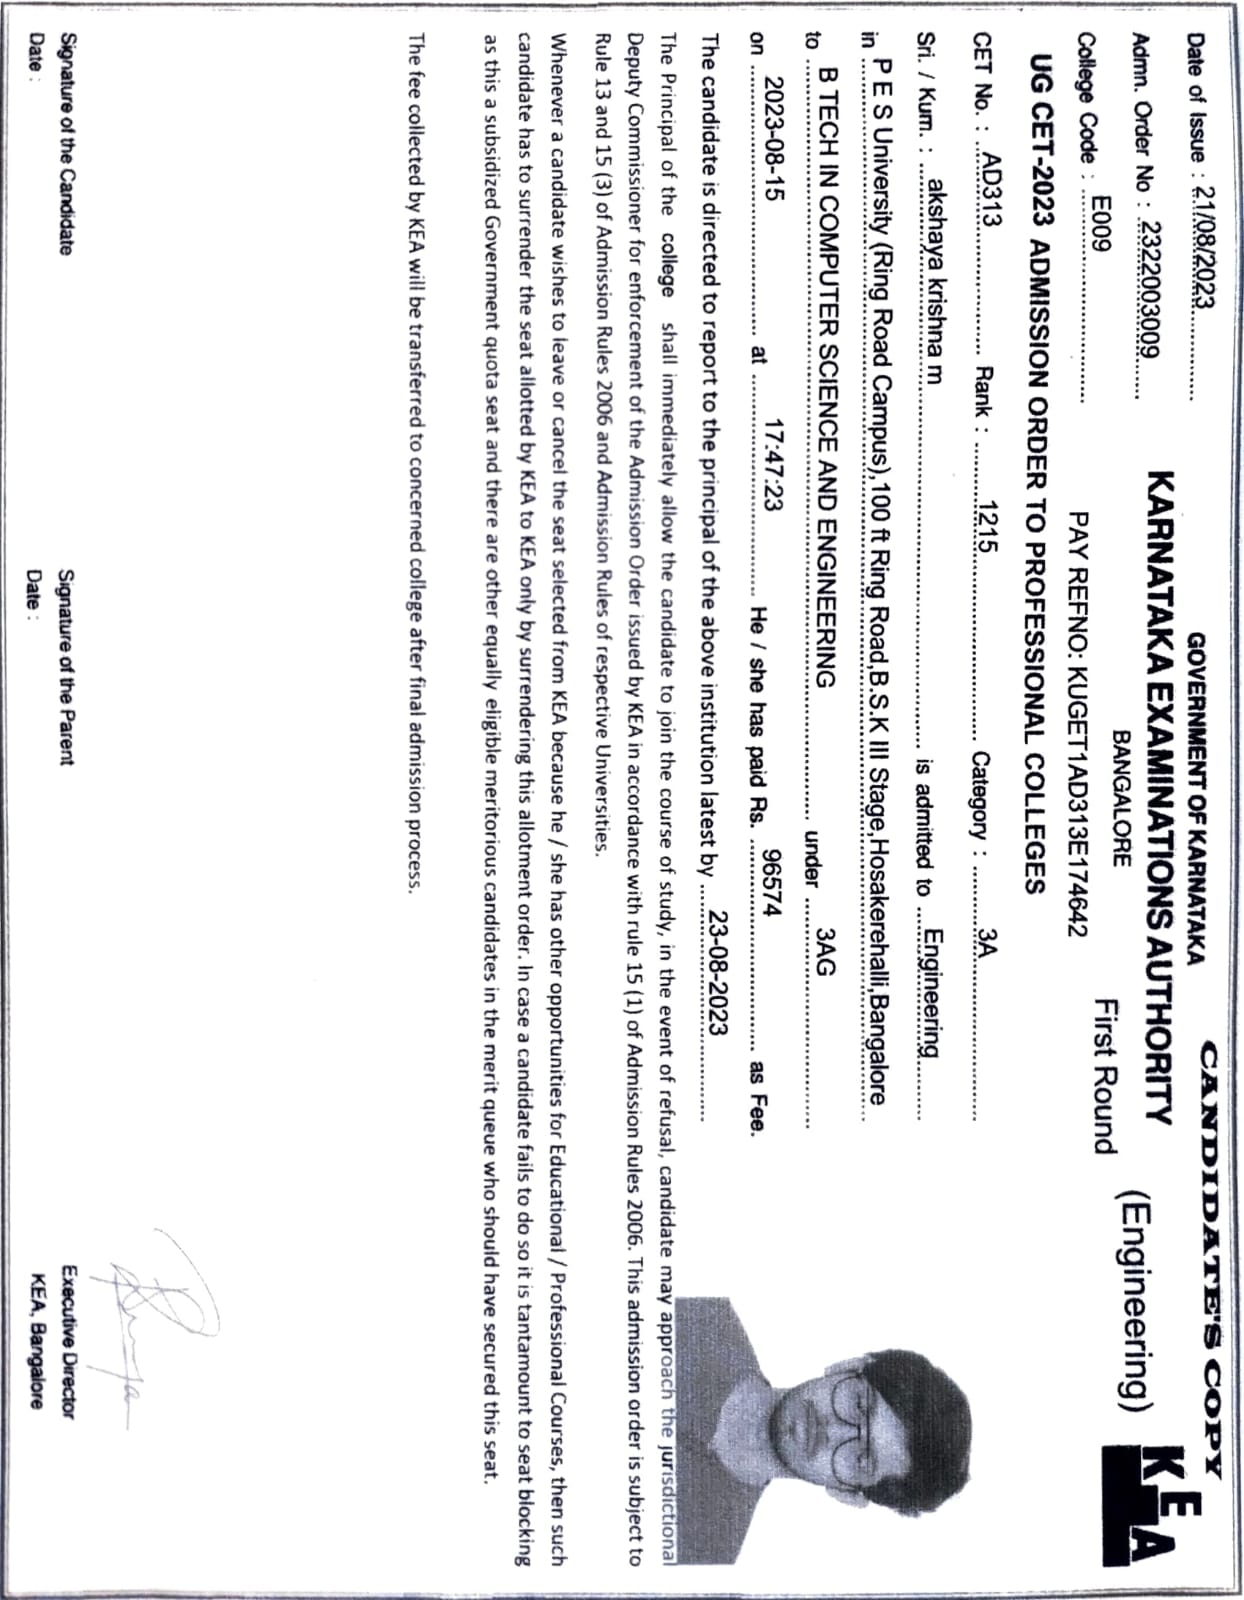 Date of Issue : 21/08/2023
Admn. Order No : 2322003009
College Code : E009
GOVERNMENT OF KARNATAKA
KARNATAKA EXAMINATIONS AUTHORITY
BANGALORE
PAY REFNO: KUGET1AD313E174642
CANDIDATE'S COPY
First Round
(Engineering)
KEA
UG CET-2023 ADMISSION ORDER TO PROFESSIONAL COLLEGES
CET No. : AD313 Rank : 1215 Category : 3A
Sri. / Kum. : akshaya krishna m is admitted to Engineering
in P E S University (Ring Road Campus),100 ft Ring Road,B.S.K III Stage,Hosakerehalli,Bangalore
to B TECH IN COMPUTER SCIENCE AND ENGINEERING under 3AG
on 2023-08-15 at 17:47:23 He / she has paid Rs. 96574 as Fee.
The candidate is directed to report to the principal of the above institution latest by 23-08-2023
The Principal of the college shall immediately allow the candidate to join the course of study, in the event of refusal, candidate may approach the jurisdictional
Deputy Commissioner for enforcement of the Admission Order issued by KEA in accordance with rule 15 (1) of Admission Rules 2006. This admission order is subject to
Rule 13 and 15 (3) of Admission Rules 2006 and Admission Rules of respective Universities.
Whenever a candidate wishes to leave or cancel the seat selected from KEA because he / she has other opportunities for Educational / Professional Courses, then such
candidate has to surrender the seat allotted by KEA to KEA only by surrendering this allotment order. In case a candidate fails to do so it is tantamount to seat blocking
as this a subsidized Government quota seat and there are other equally eligible meritorious candidates in the merit queue who should have secured this seat.
The fee collected by KEA will be transferred to concerned college after final admission process.
Signature of the Candidate
Date :
Signature of the Parent
Date :
Executive Director
KEA, Bangalore